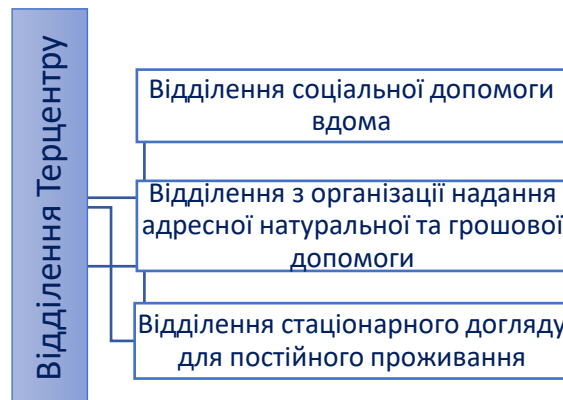 Відділення Терцентру
Відділення соціальної допомоги
вдома
Відділення з організації надання
адресної натуральної та грошової
допомоги
Відділення стаціонарного догляду
для постійного проживання